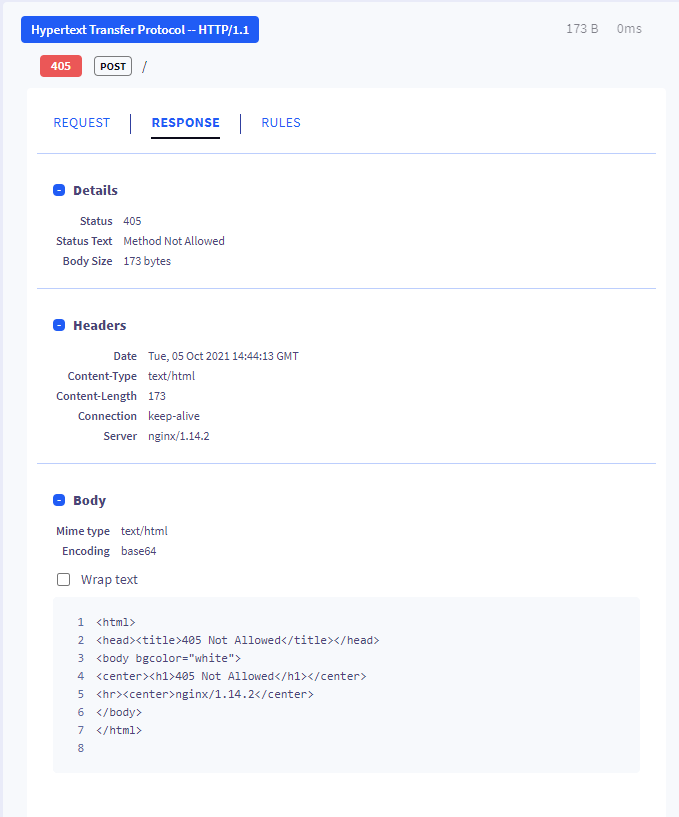 Hypertext Transfer Protocol -- HTTP/1.1 173 B 0ms
405 POST /
REQUEST RESPONSE RULES
- Details
Status 405
Status Text Method Not Allowed
Body Size 173 bytes
- Headers
Date Tue, 05 Oct 2021 14:44:13 GMT
Content-Type text/html
Content-Length 173
Connection keep-alive
Server nginx/1.14.2
- Body
Mime type text/html
Encoding base64
Wrap text
1 <html>
2 <head><title>405 Not Allowed</title></head>
3 <body bgcolor="white">
4 <center><h1>405 Not Allowed</h1></center>
5 <hr><center>nginx/1.14.2</center>
6 </body>
7 </html>
8